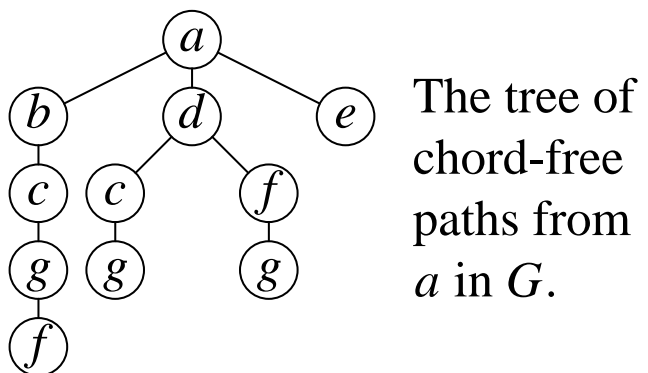 a
b d e The tree of
chord-free
c c f paths from
g g g a in G.
f